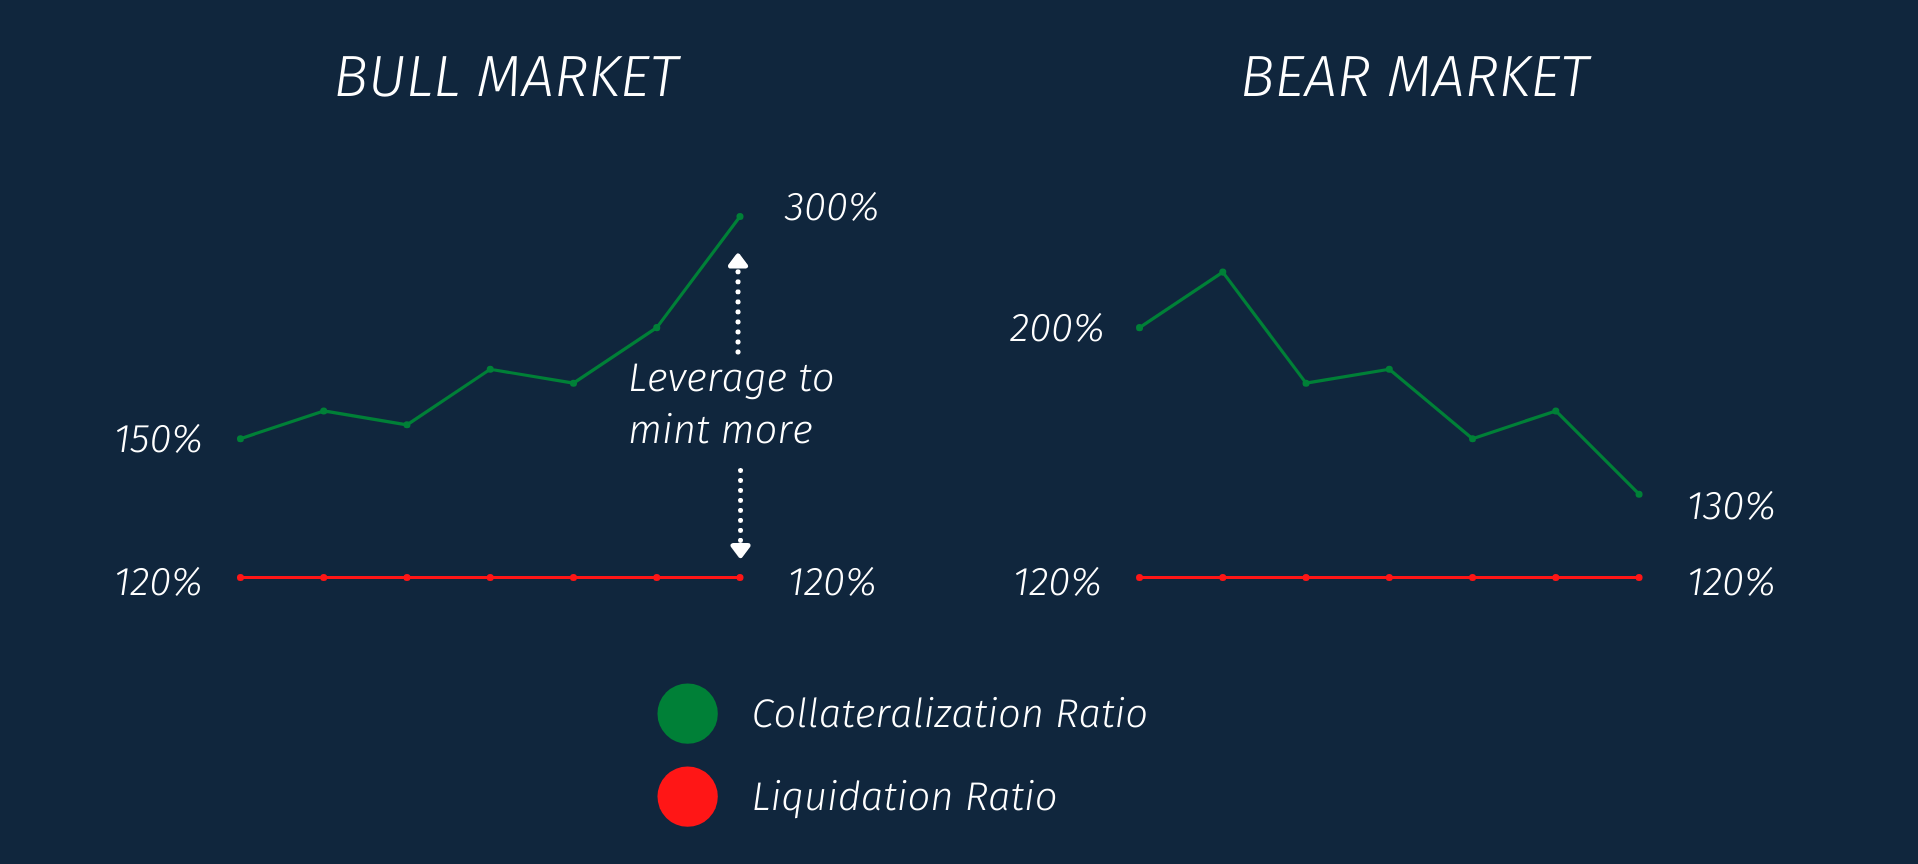 BULL MARKET
300%
Leverage to
mint more
150%
120%
120%
BEAR MARKET
200%
130%
120%
120%
Collateralization Ratio
Liquidation Ratio